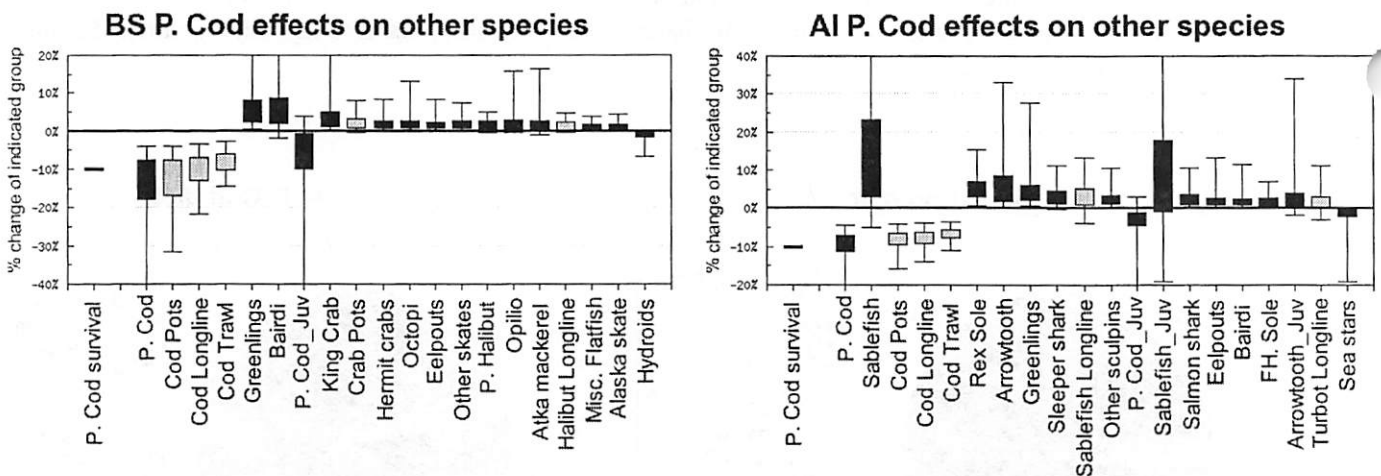 BS P. Cod effects on other species
% change of indicated group
20%
10%
0%
-10%
-20%
-30%
-40%
P. Cod survival
P. Cod
Cod Pots
Cod Longline
Cod Trawl
Greenlings
Bairdi
P. Cod_Juv
King Crab
Crab Pots
Hermit crabs
Octopi
Eelpouts
Other skates
P. Halibut
Opilio
Atka mackerel
Halibut Longline
Misc. Flatfish
Alaska skate
Hydroids
AI P. Cod effects on other species
% change of indicated group
40%
30%
20%
10%
0%
-10%
-20%
P. Cod survival
P. Cod
Sablefish
Cod Pots
Cod Longline
Cod Trawl
Rex Sole
Arrowtooth
Greenlings
Sleeper shark
Sablefish Longline
Other sculpins
P. Cod_Juv
Sablefish_Juv
Salmon shark
Eelpouts
Bairdi
FH. Sole
Arrowtooth_Juv
Turbot Longline
Sea stars